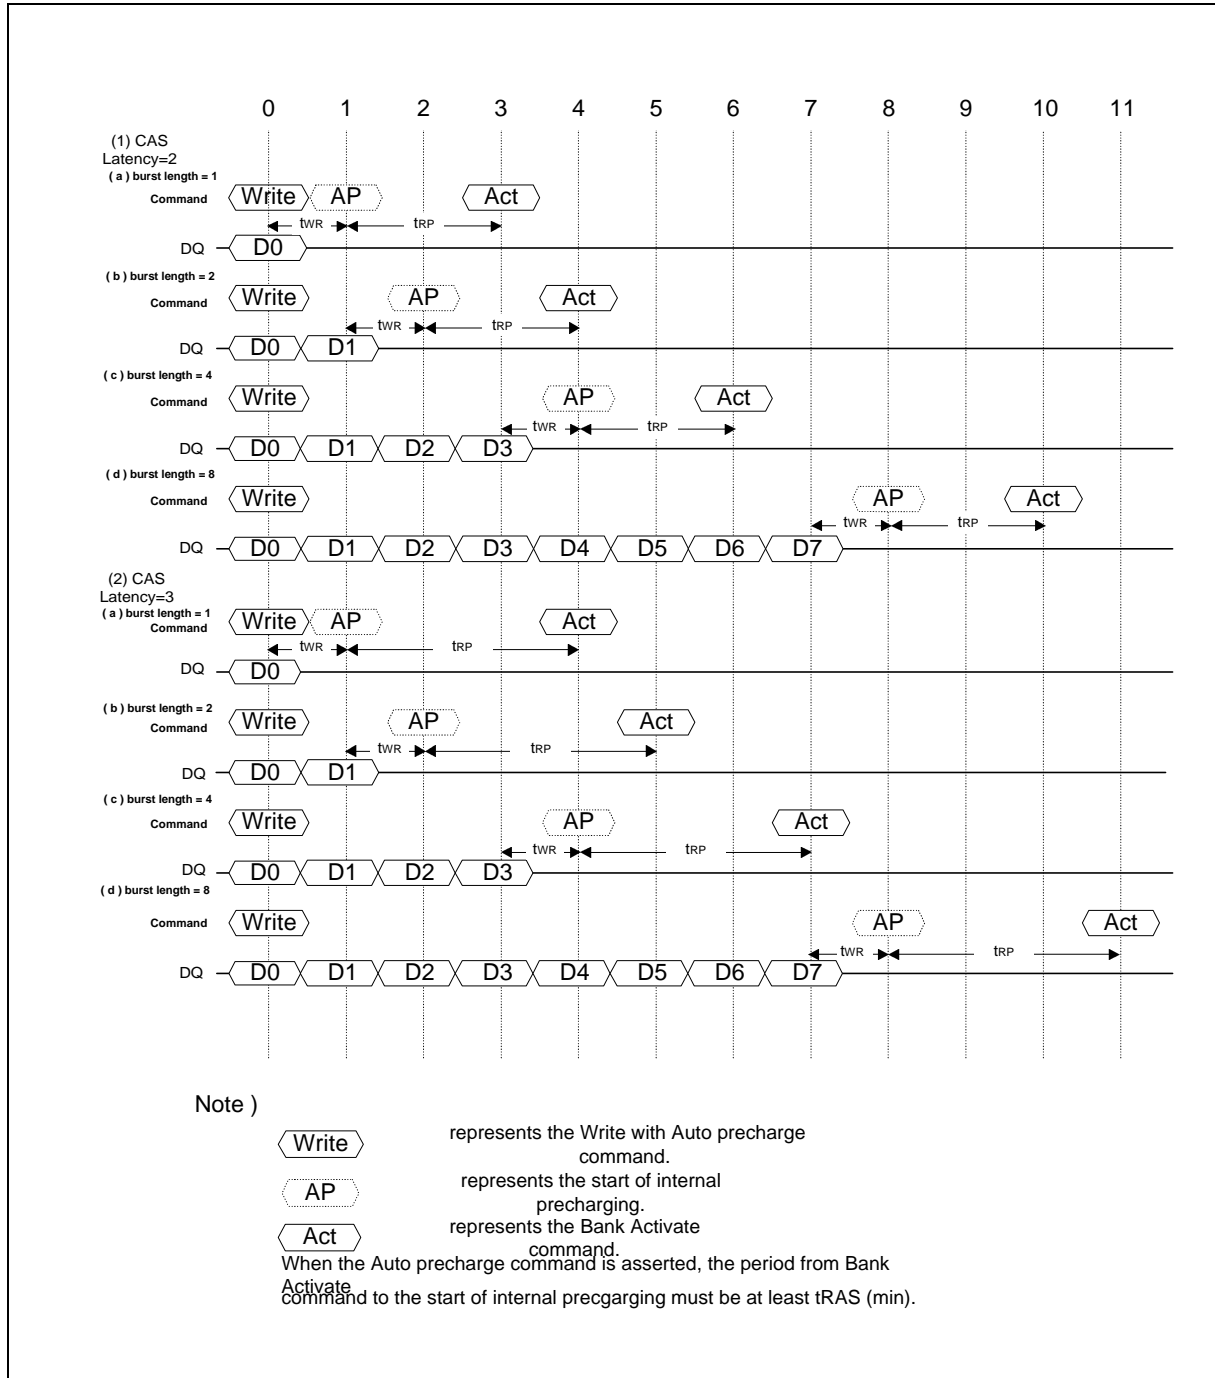 0 1 2 3 4 5 6 7 8 9 10 11
(1) CAS
Latency=2
( a ) burst length = 1
Command Write AP Act
tWR tRP
DQ D0
( b ) burst length = 2
Command Write AP Act
tWR tRP
DQ D0 D1
( c ) burst length = 4
Command Write AP Act
tWR tRP
DQ D0 D1 D2 D3
( d ) burst length = 8
Command Write AP Act
tWR tRP
DQ D0 D1 D2 D3 D4 D5 D6 D7
(2) CAS
Latency=3
( a ) burst length = 1
Command Write AP Act
tWR tRP
DQ D0
( b ) burst length = 2
Command Write AP Act
tWR tRP
DQ D0 D1
( c ) burst length = 4
Command Write AP Act
tWR tRP
DQ D0 D1 D2 D3
( d ) burst length = 8
Command Write AP Act
tWR tRP
DQ D0 D1 D2 D3 D4 D5 D6 D7
Note )
Write represents the Write with Auto precharge
command.
AP represents the start of internal
precharging.
Act represents the Bank Activate
command.
When the Auto precharge command is asserted, the period from Bank
Activate
command to the start of internal precgarging must be at least tRAS (min).